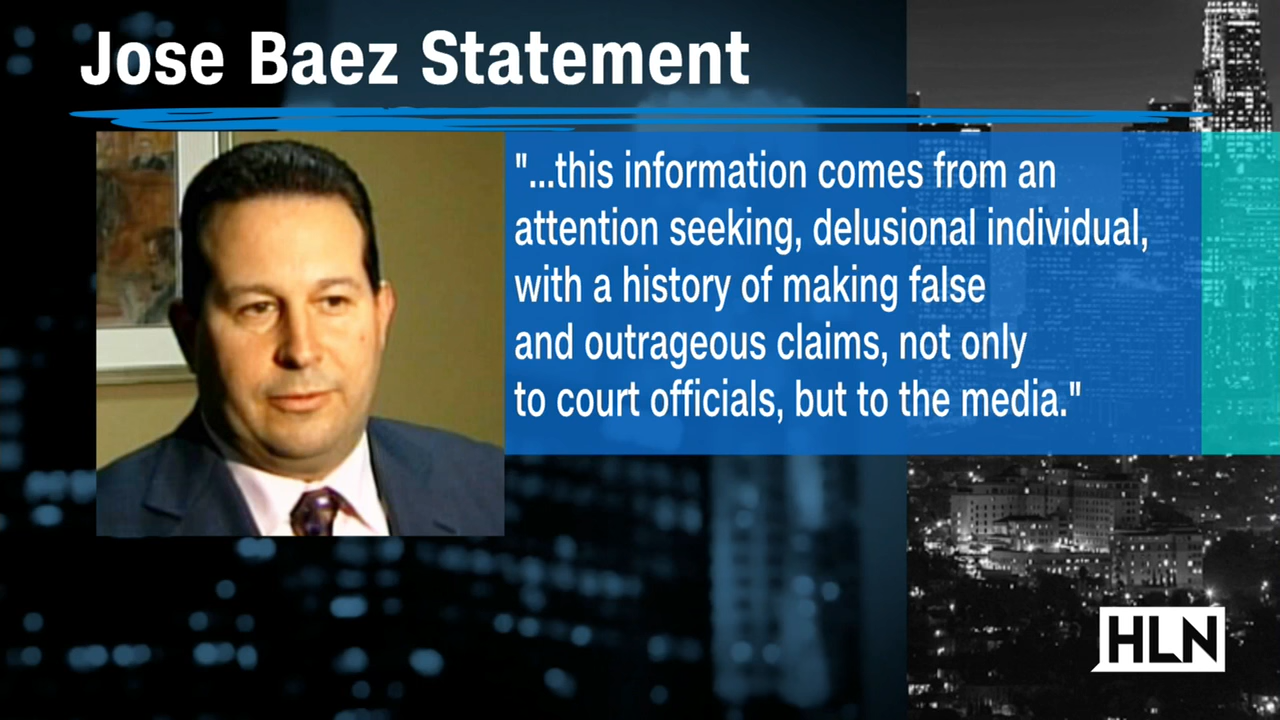 Jose Baez Statement
"...this information comes from an
attention seeking, delusional individual,
with a history of making false
and outrageous claims, not only
to court officials, but to the media."
HLN